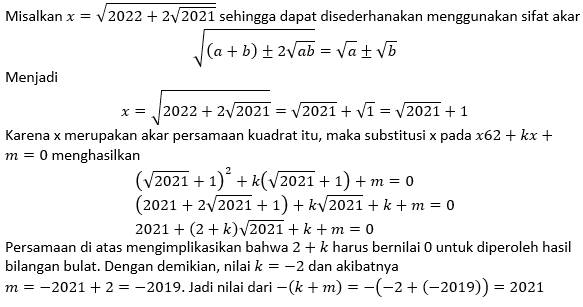 Misalkan x = √(2022 + 2√2021) sehingga dapat disederhanakan menggunakan sifat akar
√((a + b) ± 2√ab) = √a ± √b
Menjadi
x = √(2022 + 2√2021) = √2021 + √1 = √2021 + 1
Karena x merupakan akar persamaan kuadrat itu, maka substitusi x pada x62 + kx +
m = 0 menghasilkan
(√2021 + 1)² + k(√2021 + 1) + m = 0
(2021 + 2√2021 + 1) + k√2021 + k + m = 0
2021 + (2 + k)√2021 + k + m = 0
Persamaan di atas mengimplikasikan bahwa 2 + k harus bernilai 0 untuk diperoleh hasil
bilangan bulat. Dengan demikian, nilai k = −2 dan akibatnya
m = −2021 + 2 = −2019. Jadi nilai dari −(k + m) = −(−2 + (−2019)) = 2021